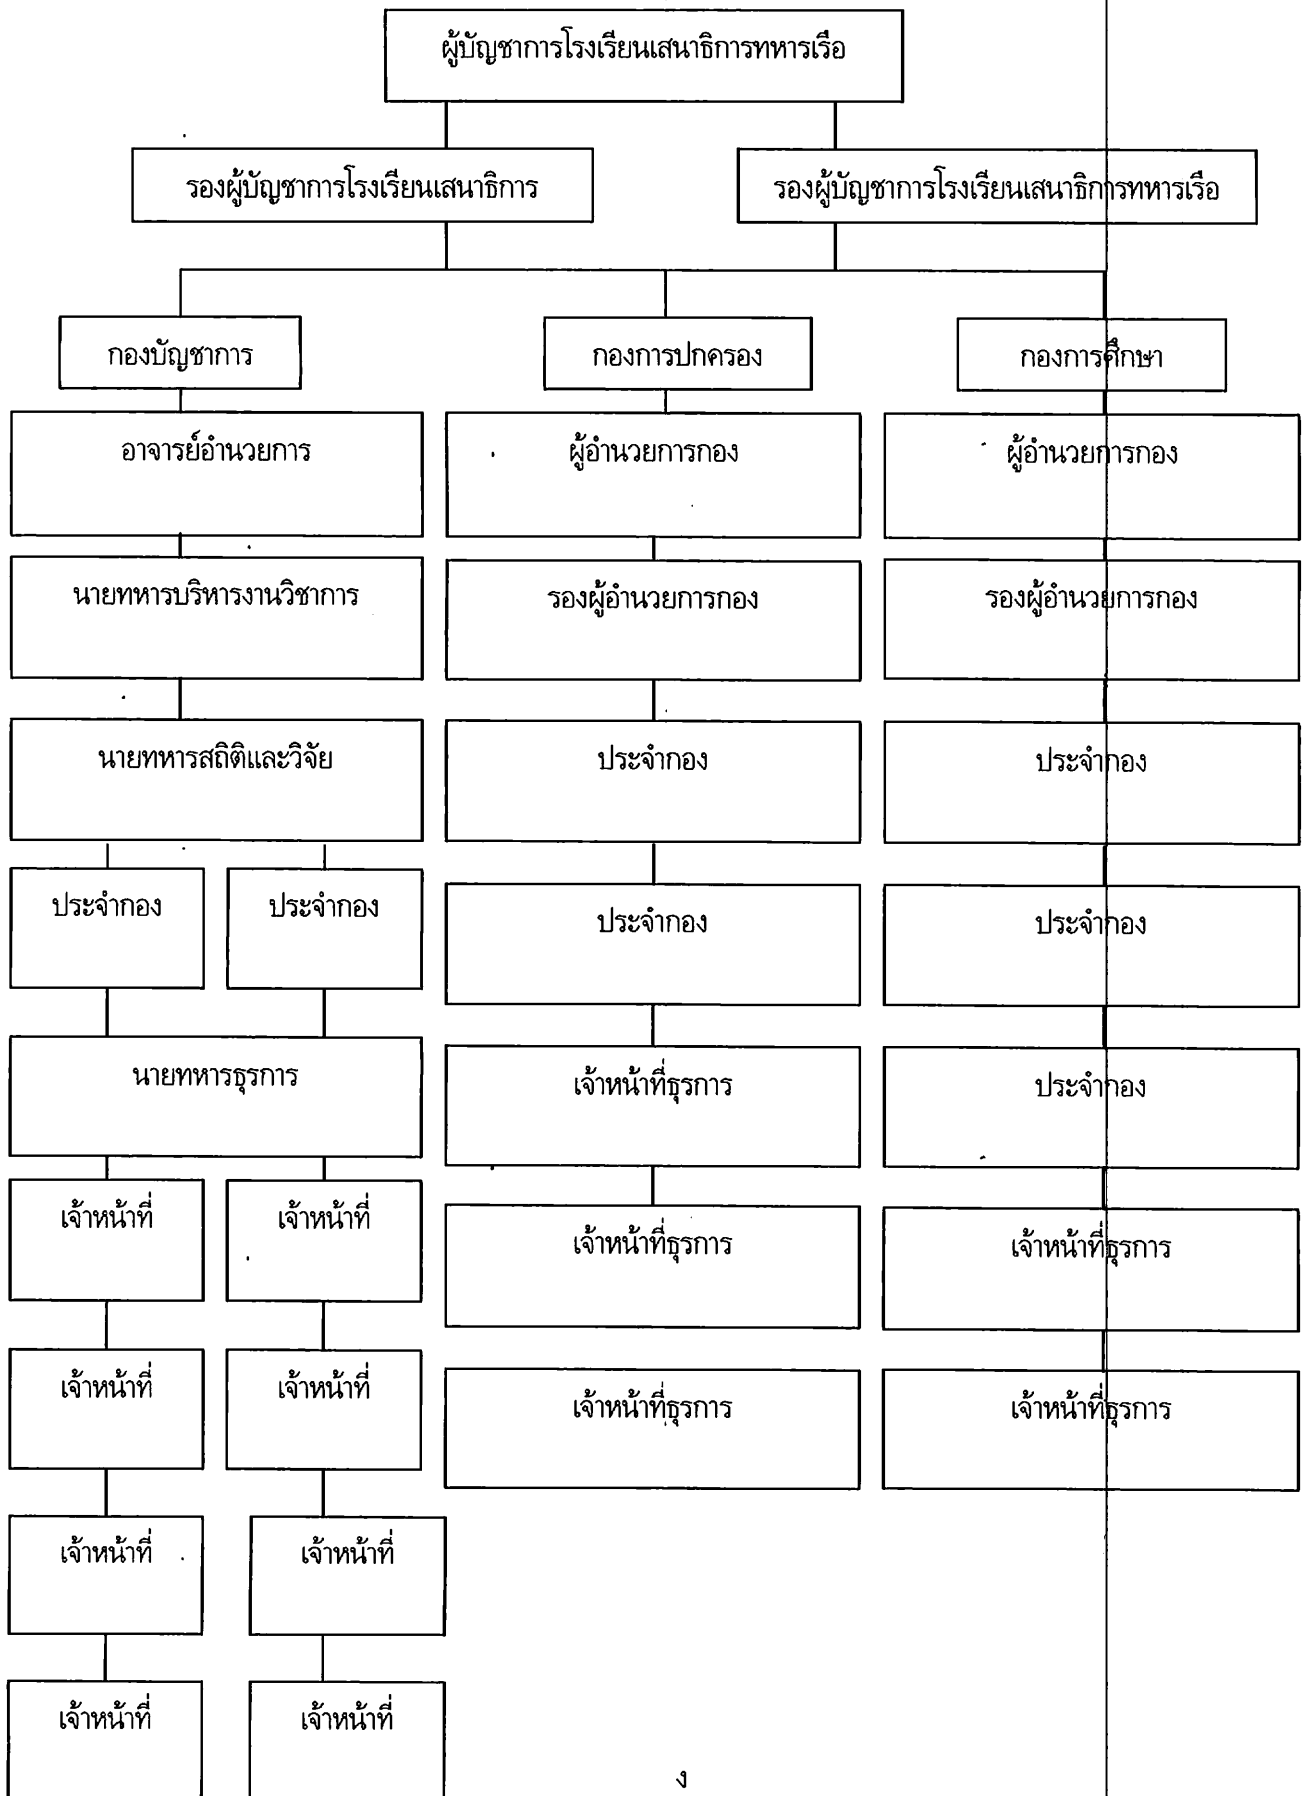 ผู้บัญชาการโรงเรียนเสนาธิการทหารเรือ
รองผู้บัญชาการโรงเรียนเสนาธิการ
รองผู้บัญชาการโรงเรียนเสนาธิการทหารเรือ
กองบัญชาการ
กองการปกครอง
กองการศึกษา
อาจารย์อำนวยการ
ผู้อำนวยการกอง
ผู้อำนวยการกอง
นายทหารบริหารงานวิชาการ
รองผู้อำนวยการกอง
รองผู้อำนวยการกอง
นายทหารสถิติและวิจัย
ประจำกอง
ประจำกอง
ประจำกอง
ประจำกอง
ประจำกอง
ประจำกอง
นายทหารธุรการ
เจ้าหน้าที่ธุรการ
ประจำกอง
เจ้าหน้าที่
เจ้าหน้าที่
เจ้าหน้าที่ธุรการ
เจ้าหน้าที่ธุรการ
เจ้าหน้าที่
เจ้าหน้าที่
เจ้าหน้าที่ธุรการ
เจ้าหน้าที่ธุรการ
เจ้าหน้าที่
เจ้าหน้าที่
เจ้าหน้าที่
เจ้าหน้าที่
ง